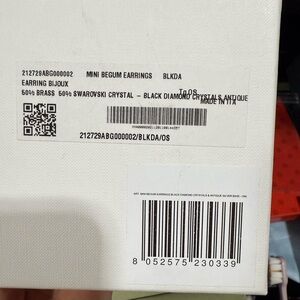 212729ABG000002 MINI BEGUM EARRINGS BLKDA
EARRING BIJOUX
Ta OS
50% BRASS 50% SWAROVSKI CRYSTAL - BLACK DIAMOND CRYSTALS ANTIQUE
MADE IN ITA
212729ABG000002/BLKDA/OS
8 052575 230339